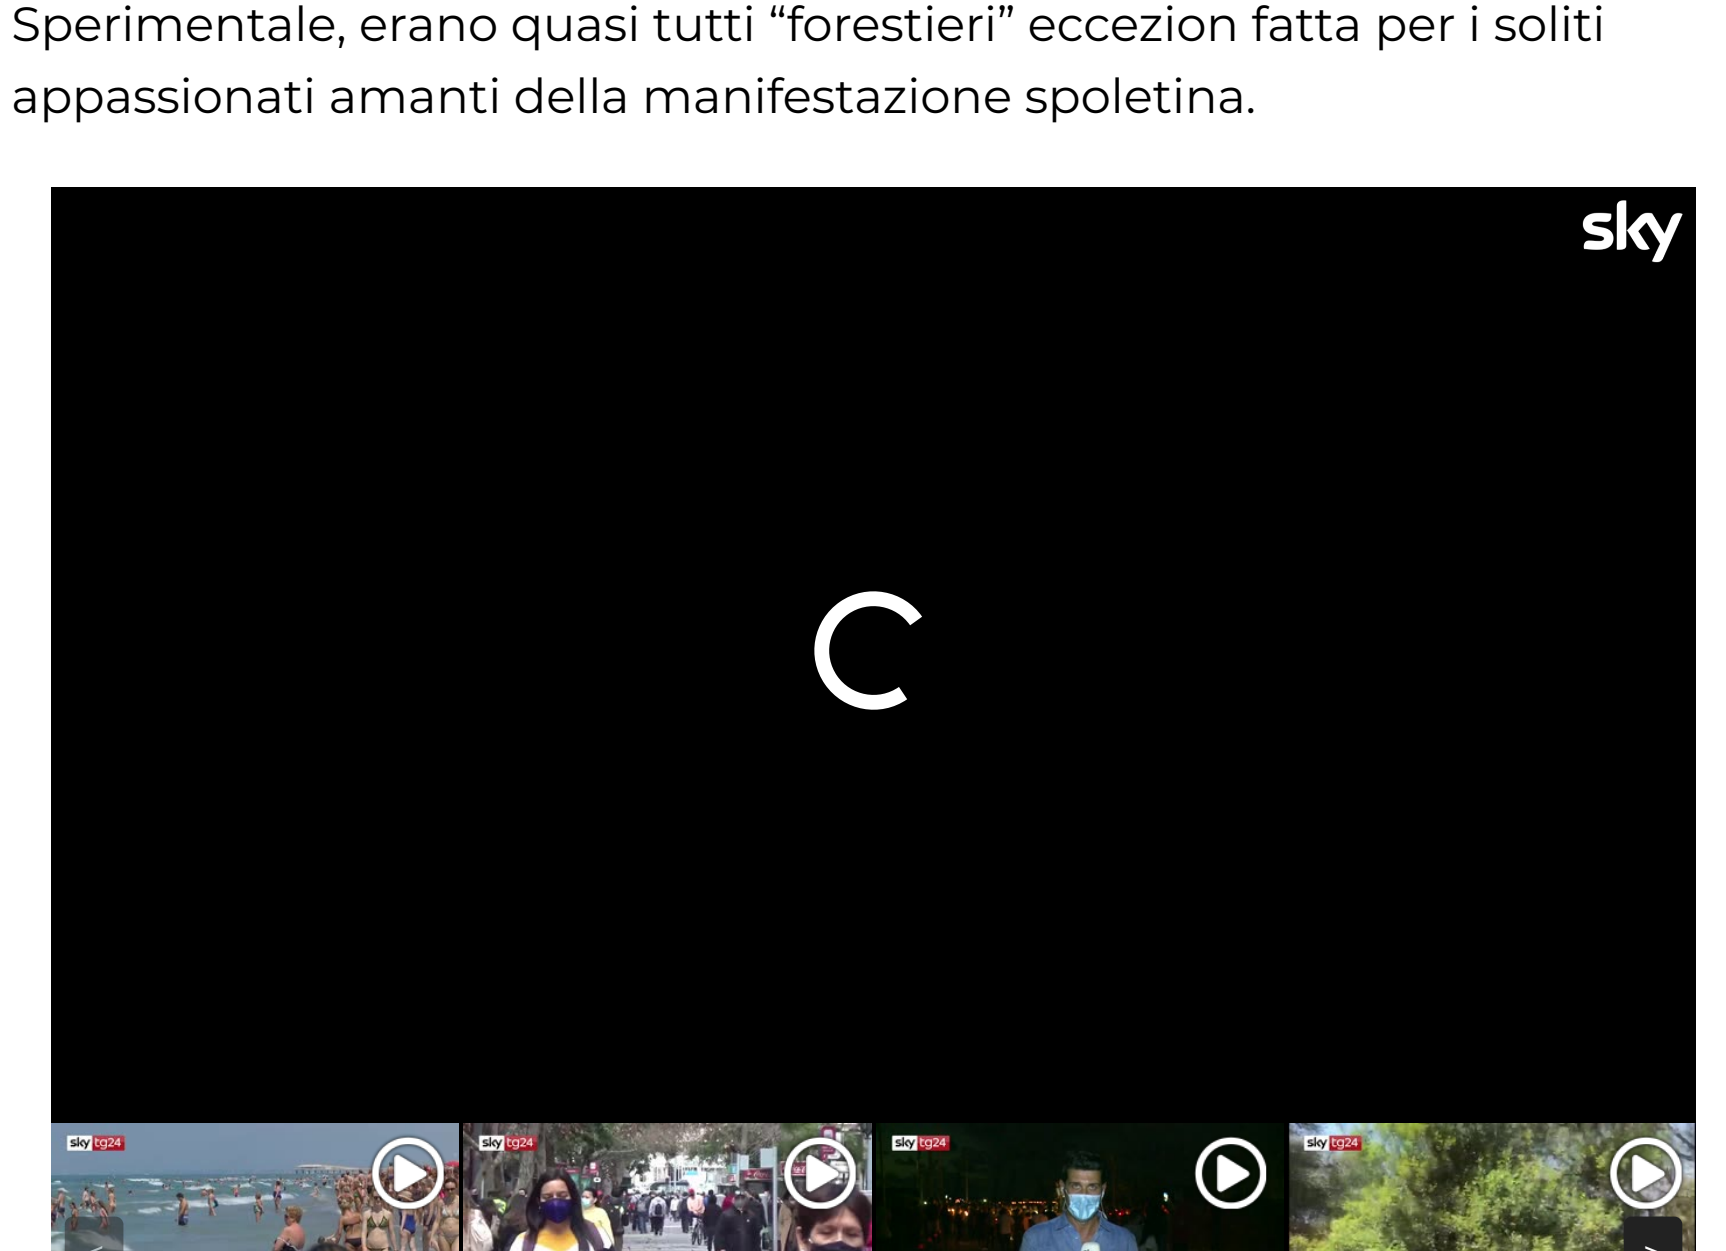 Sperimentale, erano quasi tutti “forestieri” eccezion fatta per i soliti
appassionati amanti della manifestazione spoletina.
sky
sky tg24
sky tg24
sky tg24
sky tg24